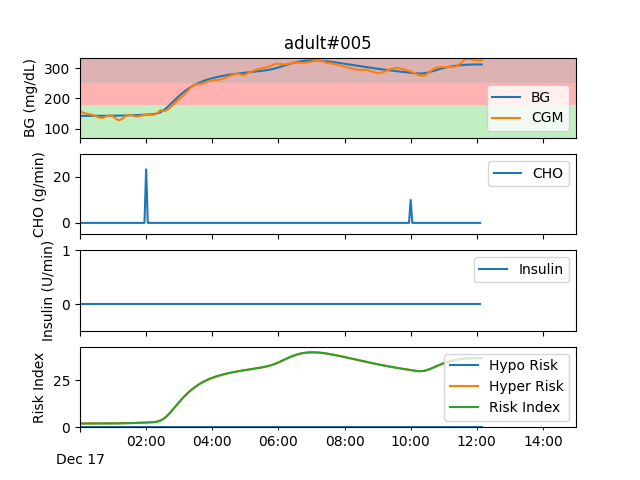 adult#005
BG (mg/dL)
300
200
100
BG
CGM
CHO (g/min)
20
0
CHO
Insulin (U/min)
1
0
Insulin
Risk Index
25
0
Hypo Risk
Hyper Risk
Risk Index
02:00 04:00 06:00 08:00 10:00 12:00 14:00
Dec 17